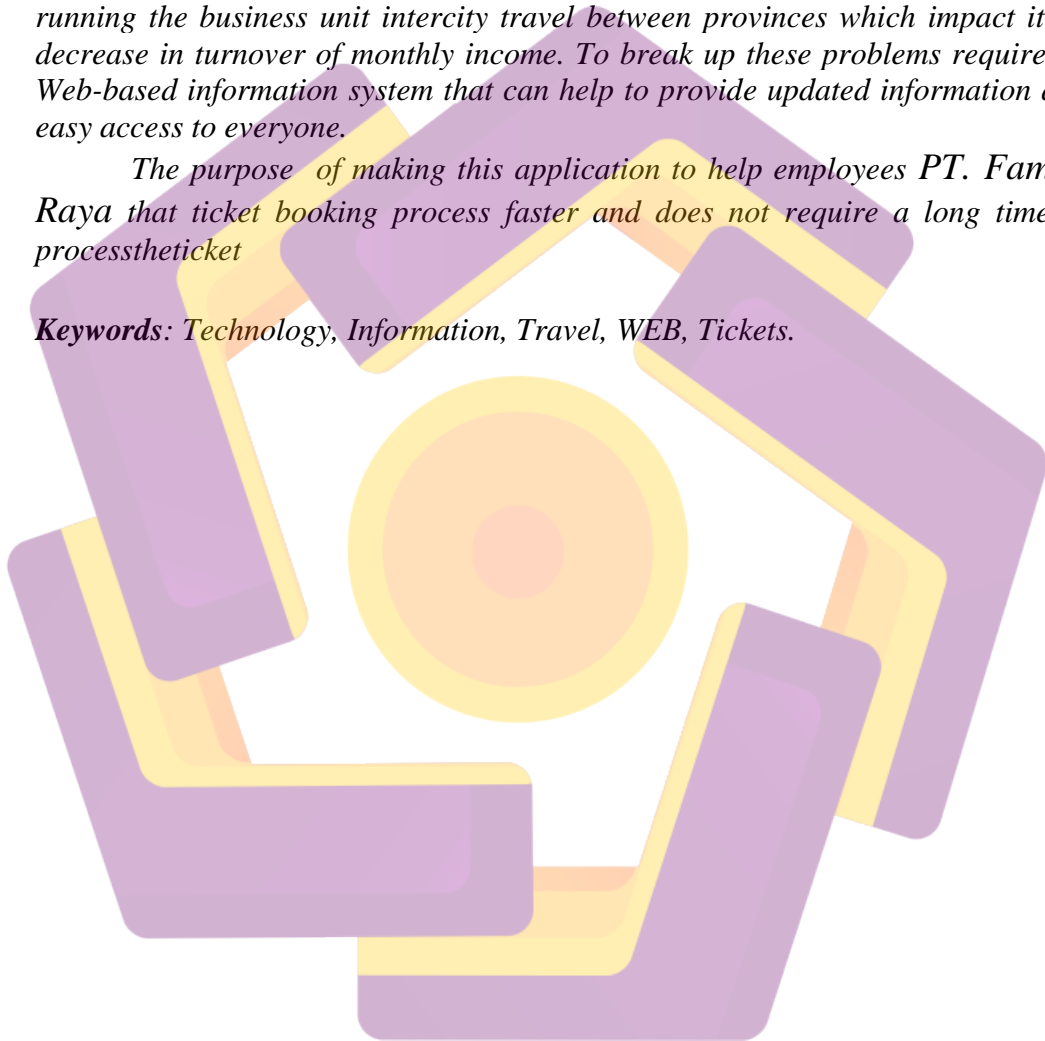 running the business unit intercity travel between provinces which impact it
decrease in turnover of monthly income. To break up these problems require
Web-based information system that can help to provide updated information
easy access to everyone.
The purpose of making this application to help employees PT. Fam
Raya that ticket booking process faster and does not require a long time
processtheticket
Keywords: Technology, Information, Travel, WEB, Tickets.